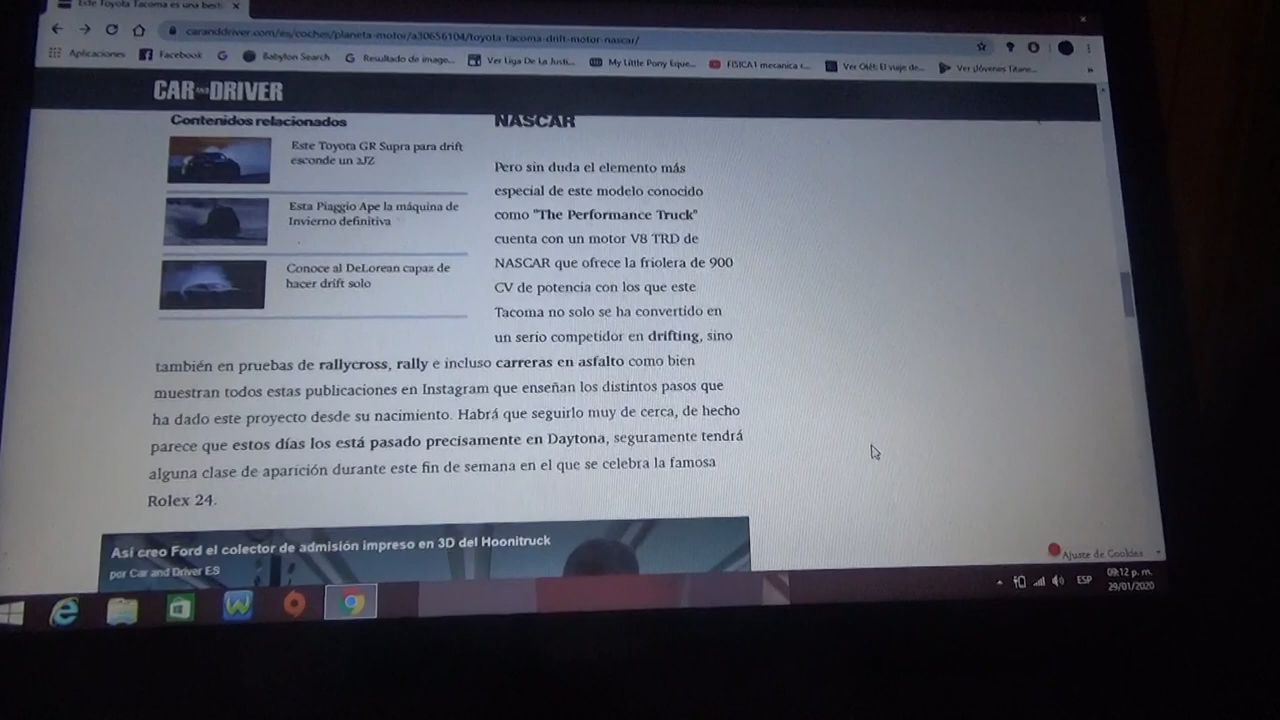 Este Toyota Tacoma es una besti
caranddriver.com/es/coches/planeta-motor/a30656104/toyota-tacoma-drift-motor-nascar/
Aplicaciones Facebook Babylon Search Resultado de image... Ver Liga De La Justi... My Little Pony Eque... FISICA I mecanica c... Ver El viaje de... Ver ¡Jóvenes Titane...
CAR AND DRIVER
Contenidos relacionados
Este Toyota GR Supra para drift
esconde un 2JZ
Esta Piaggio Ape la máquina de
Invierno definitiva
Conoce al DeLorean capaz de
hacer drift solo
NASCAR
Pero sin duda el elemento más
especial de este modelo conocido
como "The Performance Truck"
cuenta con un motor V8 TRD de
NASCAR que ofrece la friolera de 900
CV de potencia con los que este
Tacoma no solo se ha convertido en
un serio competidor en drifting, sino
también en pruebas de rallycross, rally e incluso carreras en asfalto como bien
muestran todos estas publicaciones en Instagram que enseñan los distintos pasos que
ha dado este proyecto desde su nacimiento. Habrá que seguirlo muy de cerca, de hecho
parece que estos días los está pasado precisamente en Daytona, seguramente tendrá
alguna clase de aparición durante este fin de semana en el que se celebra la famosa
Rolex 24.
Así creo Ford el colector de admisión impreso en 3D del Hoonitruck
por Car and Driver ES
Ajuste de Cookies
ESP
09:12 p. m.
29/01/2020